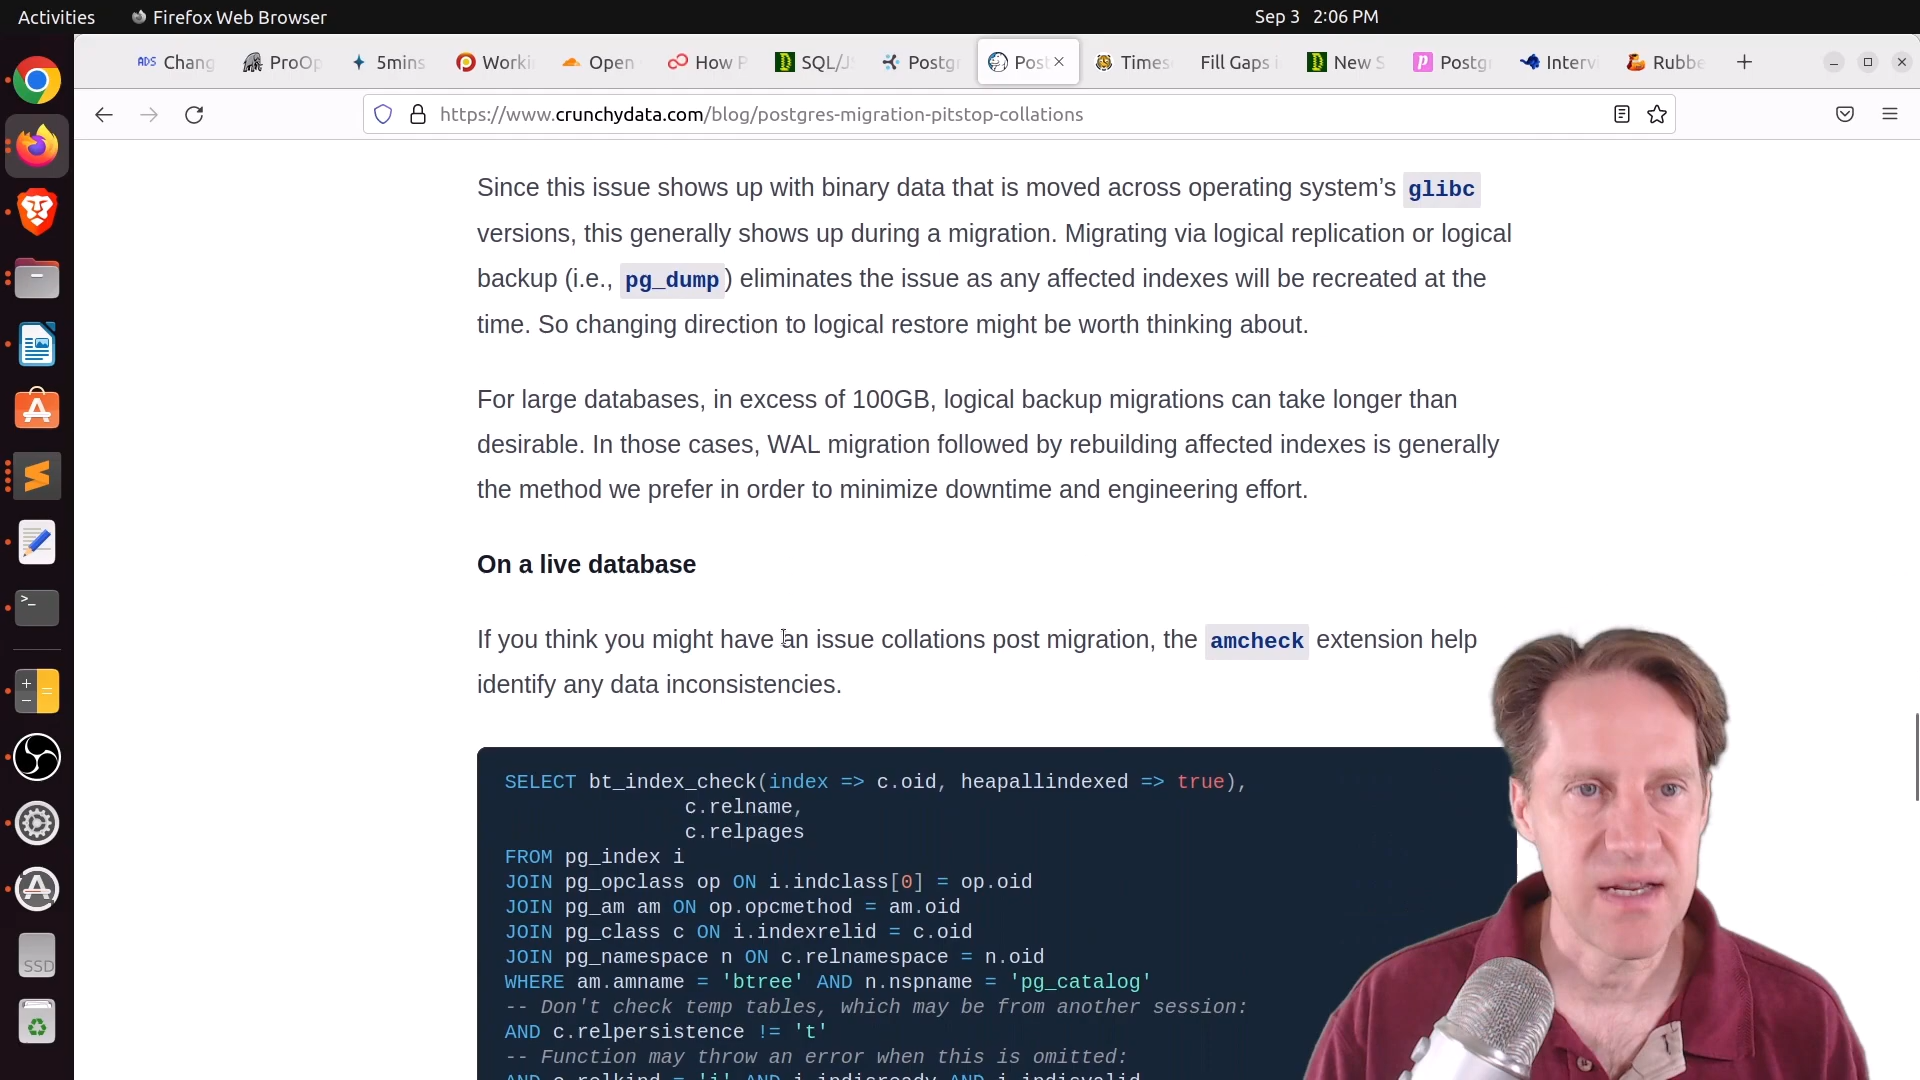 Activities
Firefox Web Browser
Sep 3 2:06 PM
ADS Chang
ProOp
5mins
Worki
Open
How P
SQL/J
Postgr
Post
Times
Fill Gaps i
New S
Postg
Interv
Rubbe
https://www.crunchydata.com/blog/postgres-migration-pitstop-collations
Since this issue shows up with binary data that is moved across operating system’s glibc
versions, this generally shows up during a migration. Migrating via logical replication or logical
backup (i.e., pg_dump) eliminates the issue as any affected indexes will be recreated at the
time. So changing direction to logical restore might be worth thinking about.
For large databases, in excess of 100GB, logical backup migrations can take longer than
desirable. In those cases, WAL migration followed by rebuilding affected indexes is generally
the method we prefer in order to minimize downtime and engineering effort.
On a live database
If you think you might have an issue collations post migration, the amcheck extension help
identify any data inconsistencies.
SELECT bt_index_check(index => c.oid, heapallindexed => true),
c.relname,
c.relpages
FROM pg_index i
JOIN pg_opclass op ON i.indclass[0] = op.oid
JOIN pg_am am ON op.opcmethod = am.oid
JOIN pg_class c ON i.indexrelid = c.oid
JOIN pg_namespace n ON c.relnamespace = n.oid
WHERE am.amname = 'btree' AND n.nspname = 'pg_catalog'
-- Don't check temp tables, which may be from another session:
AND c.relpersistence != 't'
-- Function may throw an error when this is omitted:
AND c.relkind = 'i' AND i.indisready AND i.indisvalid
SSD